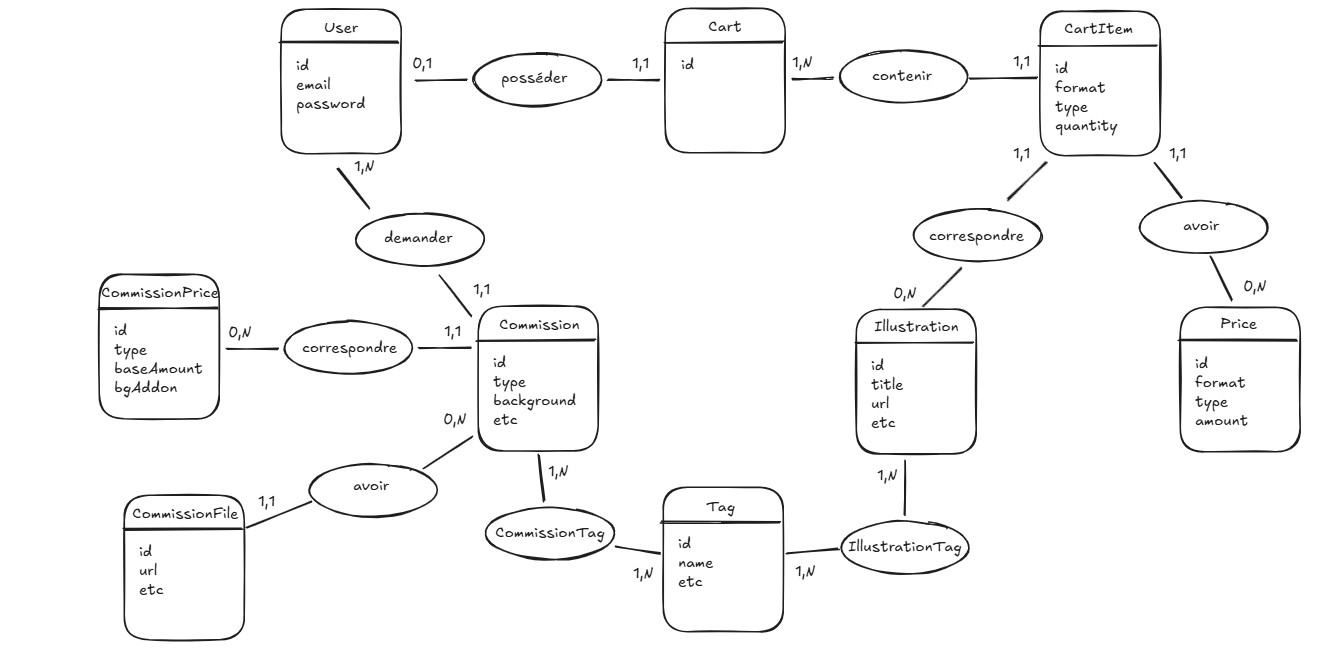 User
id
email
password
0,1
posséder
1,1
Cart
id
1,N
contenir
1,1
CartItem
id
format
type
quantity
1,N
demander
1,1
1,1
correspondre
0,N
1,1
avoir
0,N
CommissionPrice
id
type
baseAmount
bgAddon
0,N
correspondre
1,1
Commission
id
type
background
etc
Illustration
id
title
url
etc
Price
id
format
type
amount
0,N
avoir
1,1
CommissionFile
id
url
etc
1,N
CommissionTag
1,N
Tag
id
name
etc
1,N
IllustrationTag
1,N